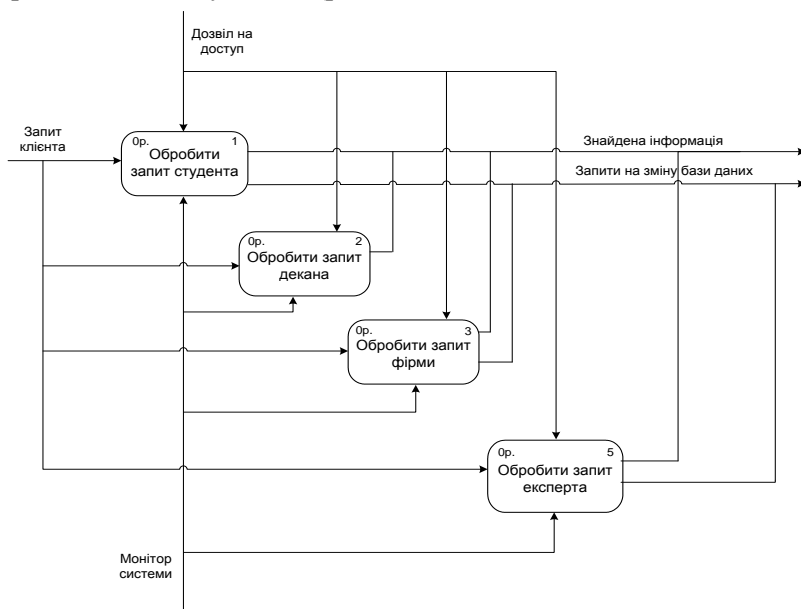 Дозвіл на
доступ
Запит
клієнта
0р. 1
Обробити
запит студента
Знайдена інформація
Запити на зміну бази даних
0р. 2
Обробити запит
декана
0р. 3
Обробити запит
фірми
0р. 5
Обробити запит
експерта
Монітор
системи